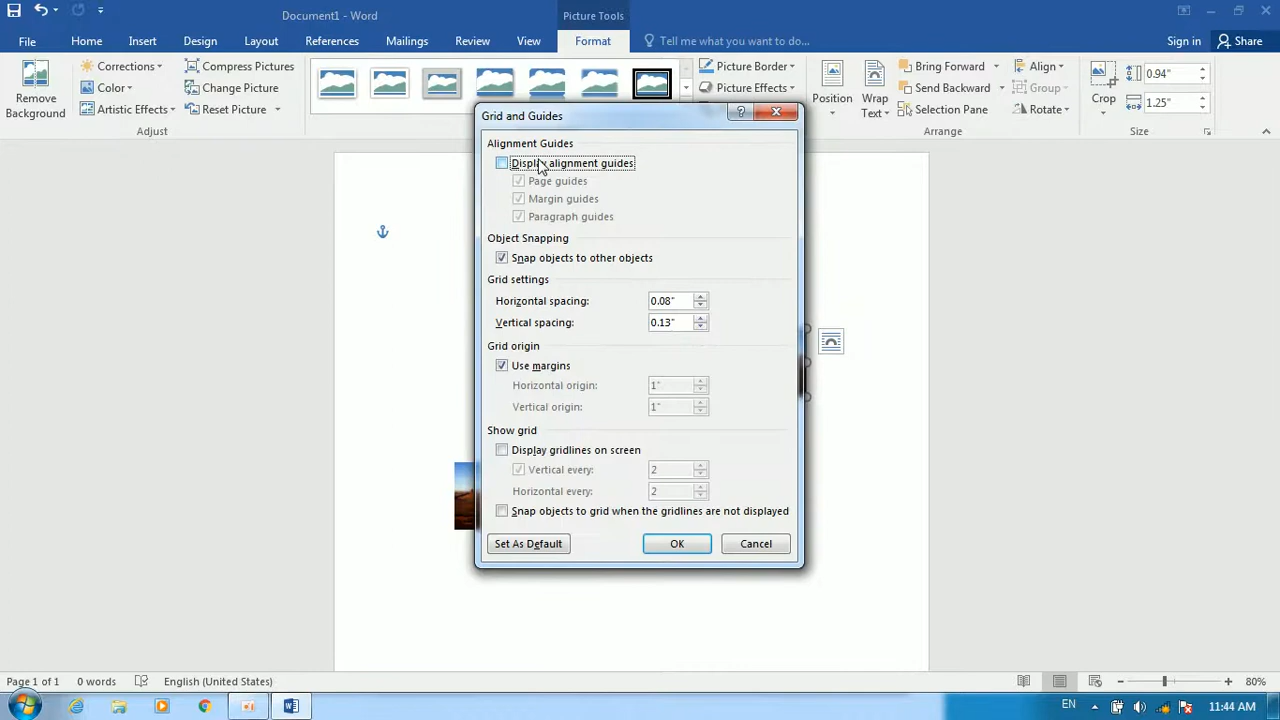 Document1 - Word
Picture Tools
File Home Insert Design Layout References Mailings Review View Format Tell me what you want to do... Sign in Share
Remove Background
Corrections
Color
Artistic Effects
Compress Pictures
Change Picture
Reset Picture
Adjust
Picture Border
Picture Effects
Position
Wrap Text
Bring Forward
Send Backward
Selection Pane
Align
Group
Rotate
Arrange
Crop
0.94"
1.25"
Size
Grid and Guides
Alignment Guides
Display alignment guides
Page guides
Margin guides
Paragraph guides
Object Snapping
Snap objects to other objects
Grid settings
Horizontal spacing: 0.08"
Vertical spacing: 0.13"
Grid origin
Use margins
Horizontal origin: 1"
Vertical origin: 1"
Show grid
Display gridlines on screen
Vertical every: 2
Horizontal every: 2
Snap objects to grid when the gridlines are not displayed
Set As Default OK Cancel
Page 1 of 1 0 words English (United States) 80%
EN 11:44 AM